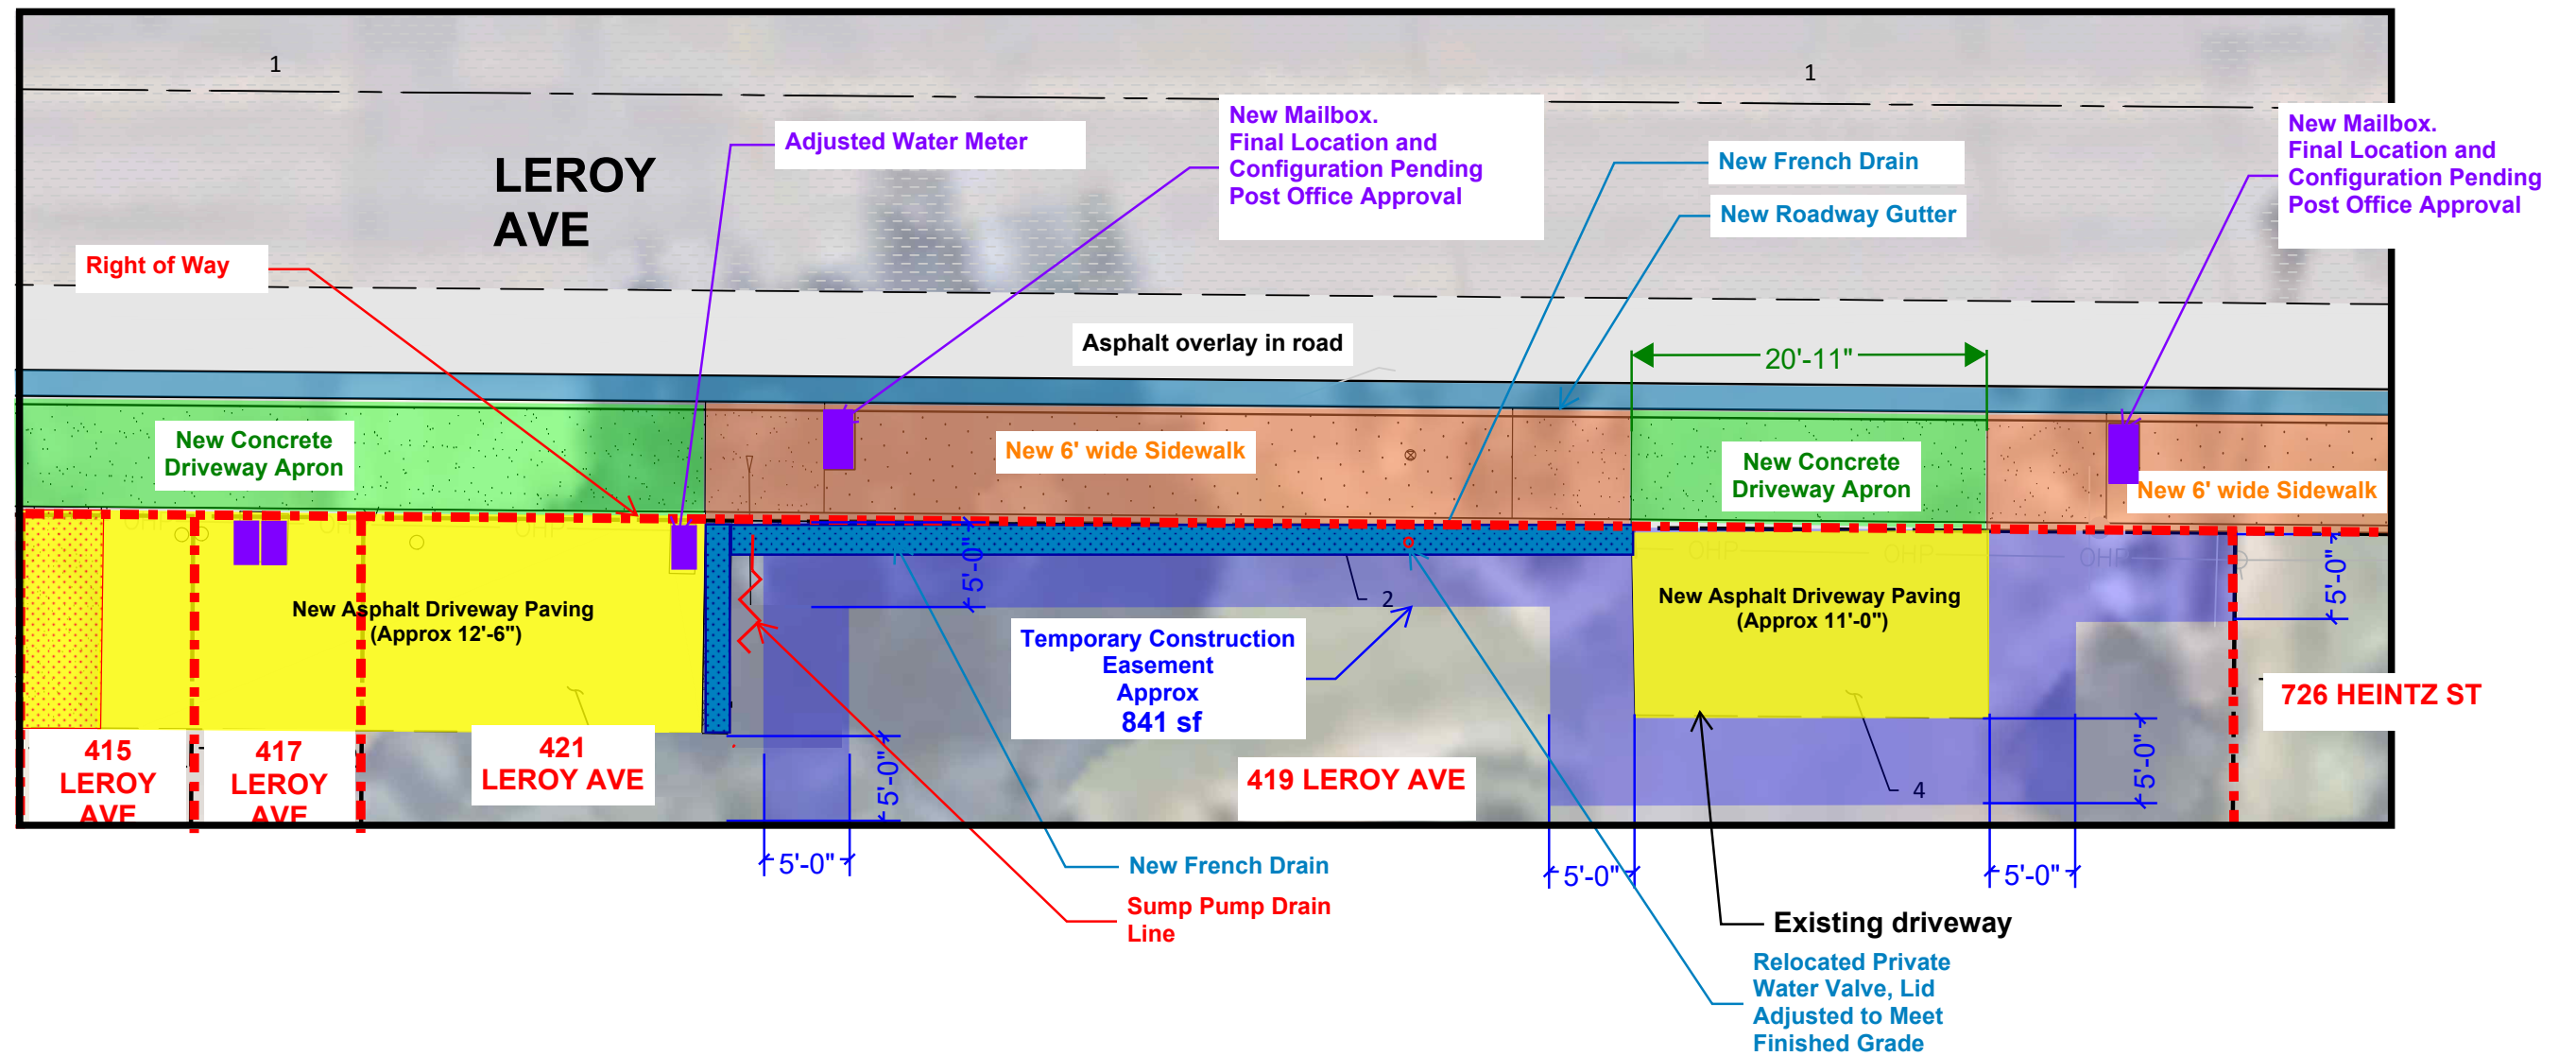 1
1
LEROY
AVE
Adjusted Water Meter
New Mailbox.
Final Location and
Configuration Pending
Post Office Approval
New French Drain
New Roadway Gutter
New Mailbox.
Final Location and
Configuration Pending
Post Office Approval
Right of Way
Asphalt overlay in road
20'-11"
New Concrete
Driveway Apron
New 6' wide Sidewalk
New Concrete
Driveway Apron
New 6' wide Sidewalk
OHP
OHP
OHP
OHP
OHP
OHP
5'-0"
5'-0"
2
New Asphalt Driveway Paving
(Approx 12'-6")
New Asphalt Driveway Paving
(Approx 11'-0")
Temporary Construction
Easement
Approx
841 sf
726 HEINTZ ST
415
LEROY
AVE
417
LEROY
AVE
421
LEROY AVE
419 LEROY AVE
5'-0"
5'-0"
4
5'-0"
5'-0"
5'-0"
New French Drain
Sump Pump Drain
Line
Existing driveway
Relocated Private
Water Valve, Lid
Adjusted to Meet
Finished Grade